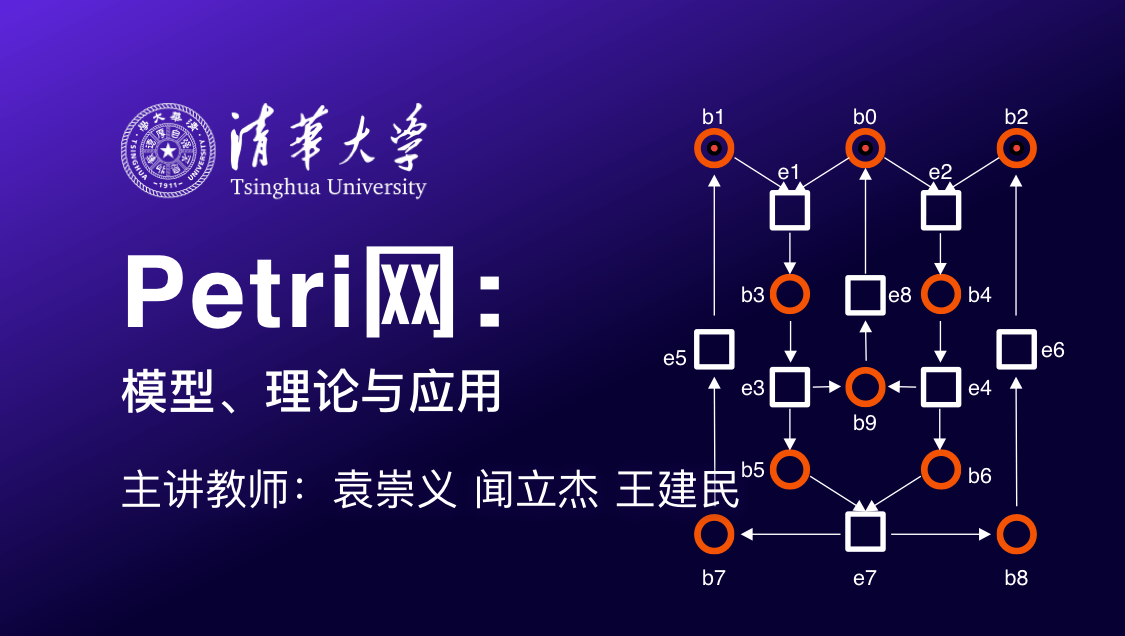 清華大学
Tsinghua University
Petri网：
模型、理论与应用
主讲教师：袁崇义 闻立杰 王建民
b1
b0
b2
e1
e2
b3
e8
b4
e5
e6
e3
e4
b9
b5
b6
b7
e7
b8